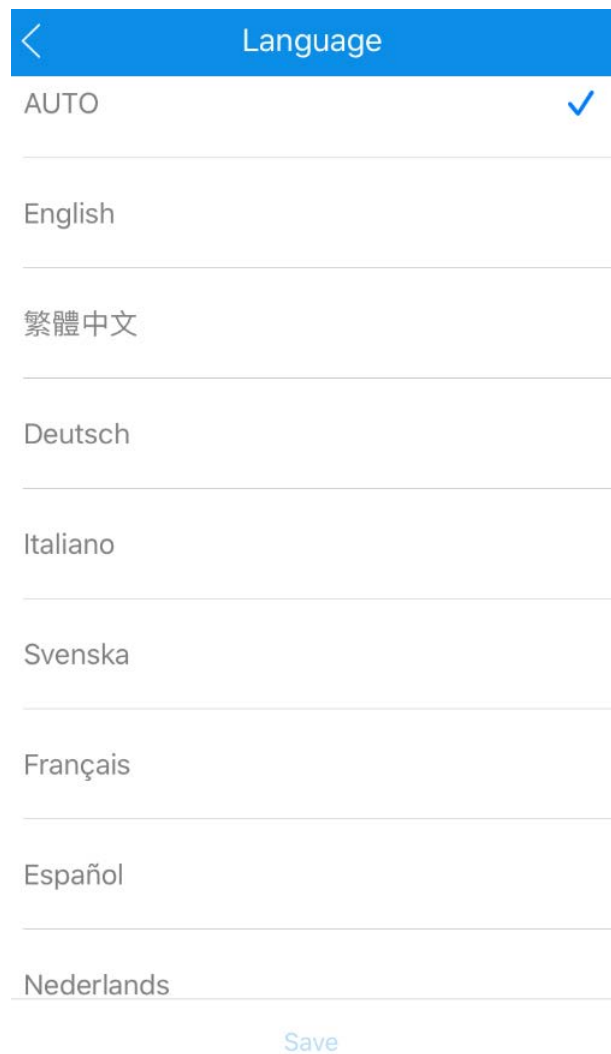 Language
AUTO
English
繁體中文
Deutsch
Italiano
Svenska
Français
Español
Nederlands
Save